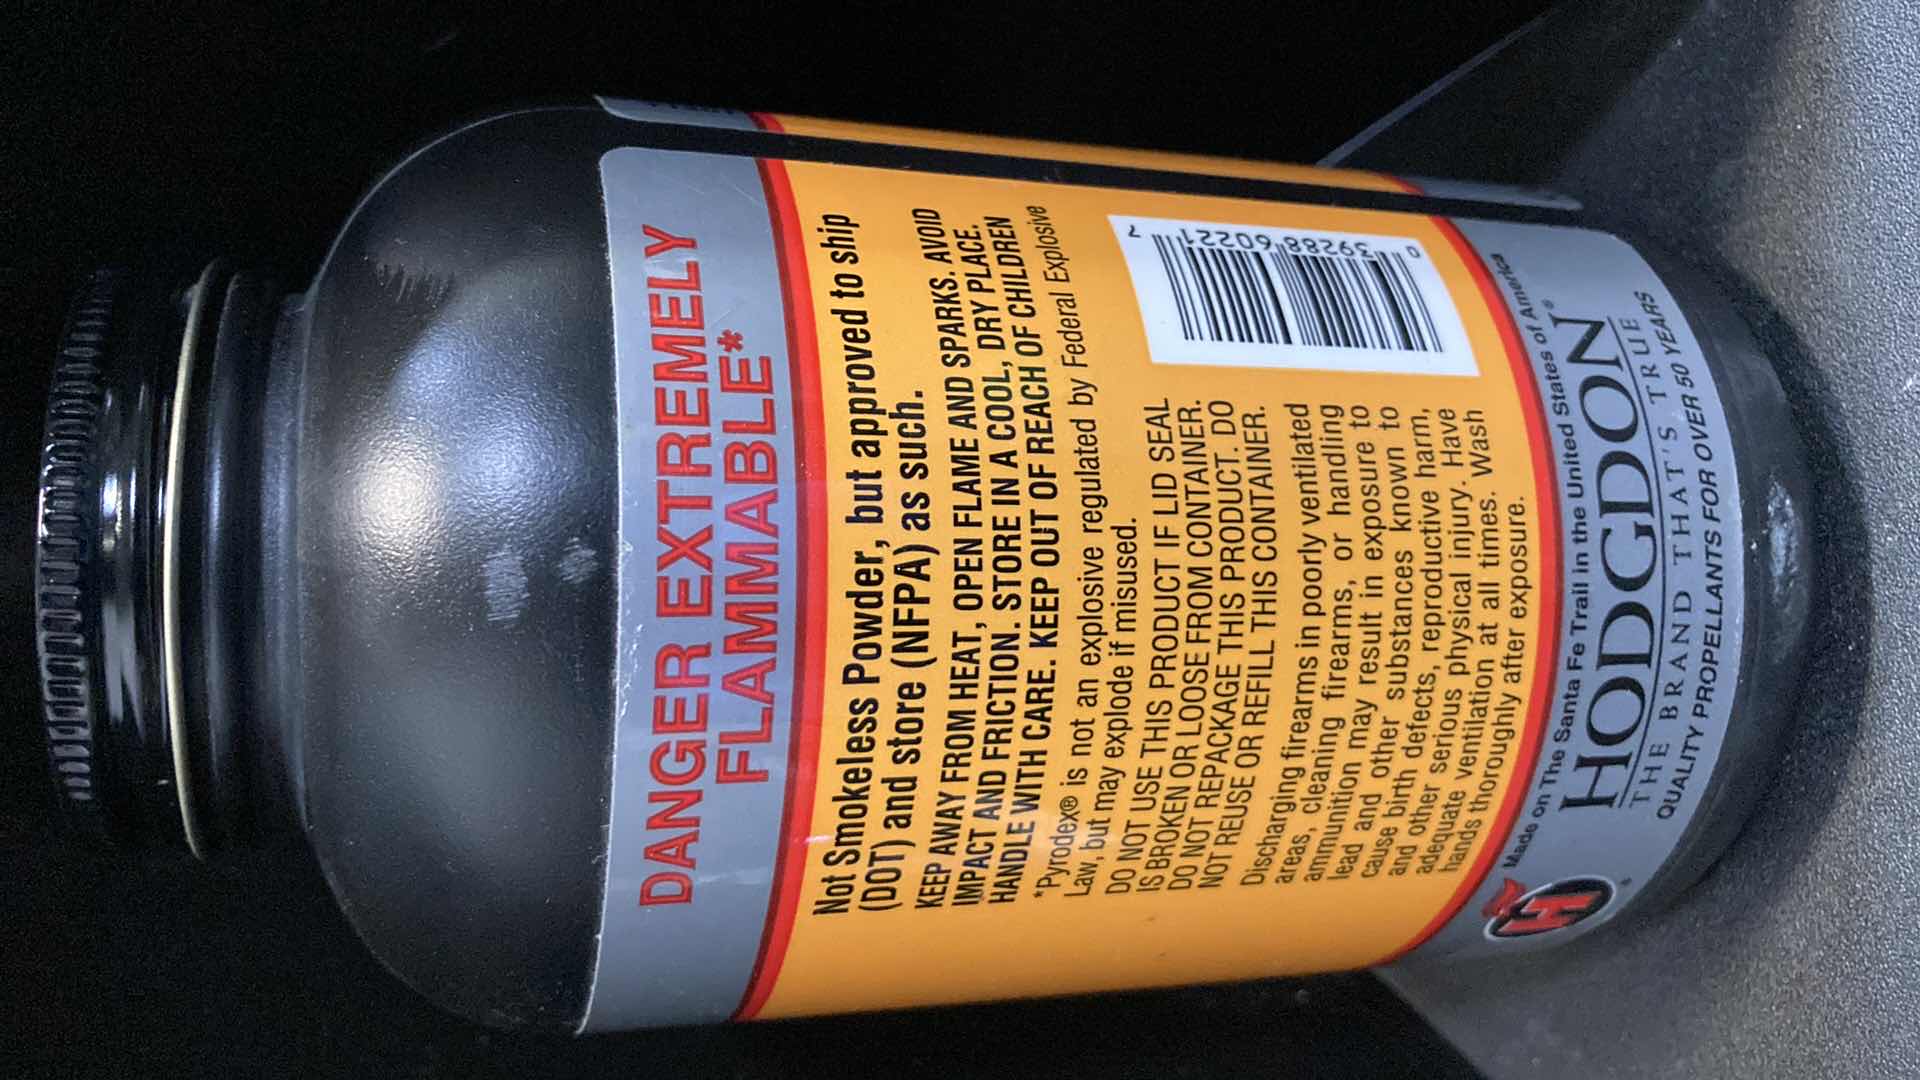 DANGER EXTREMELY
FLAMMABLE*
Not Smokeless Powder, but approved to ship
(DOT) and store (NFPA) as such.
KEEP AWAY FROM HEAT, OPEN FLAME AND SPARKS. AVOID
IMPACT AND FRICTION. STORE IN A COOL, DRY PLACE.
HANDLE WITH CARE. KEEP OUT OF REACH OF CHILDREN
*Pyrodex® is not an explosive regulated by Federal Explosive
Law, but may explode if misused.
DO NOT USE THIS PRODUCT IF LID SEAL
IS BROKEN OR LOOSE FROM CONTAINER.
DO NOT REPACKAGE THIS PRODUCT. DO
NOT REUSE OR REFILL THIS CONTAINER.
Discharging firearms in poorly ventilated
areas, cleaning firearms, or handling
ammunition may result in exposure to
lead and other substances known to
cause birth defects, reproductive harm,
and other serious physical injury. Have
adequate ventilation at all times. Wash
hands thoroughly after exposure.
0 39288 60221 7
Made on The Santa Fe Trail in the United States of America
H ®
HODGDON®
THE BRAND THAT'S TRUE
QUALITY PROPELLANTS FOR OVER 50 YEARS